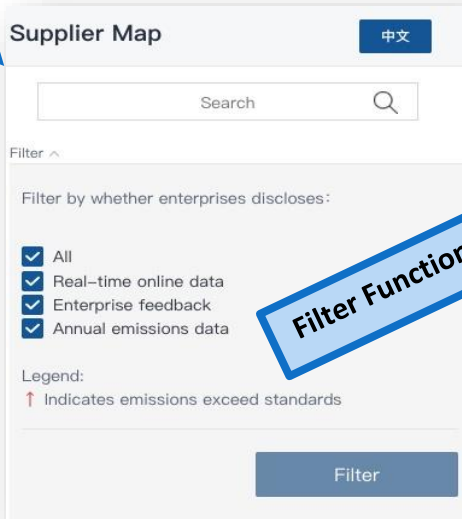 Supplier Map
中文
Search
Filter
Filter by whether enterprises discloses:
All
Real-time online data
Enterprise feedback
Annual emissions data
Filter Function
Legend:
↑ Indicates emissions exceed standards
Filter